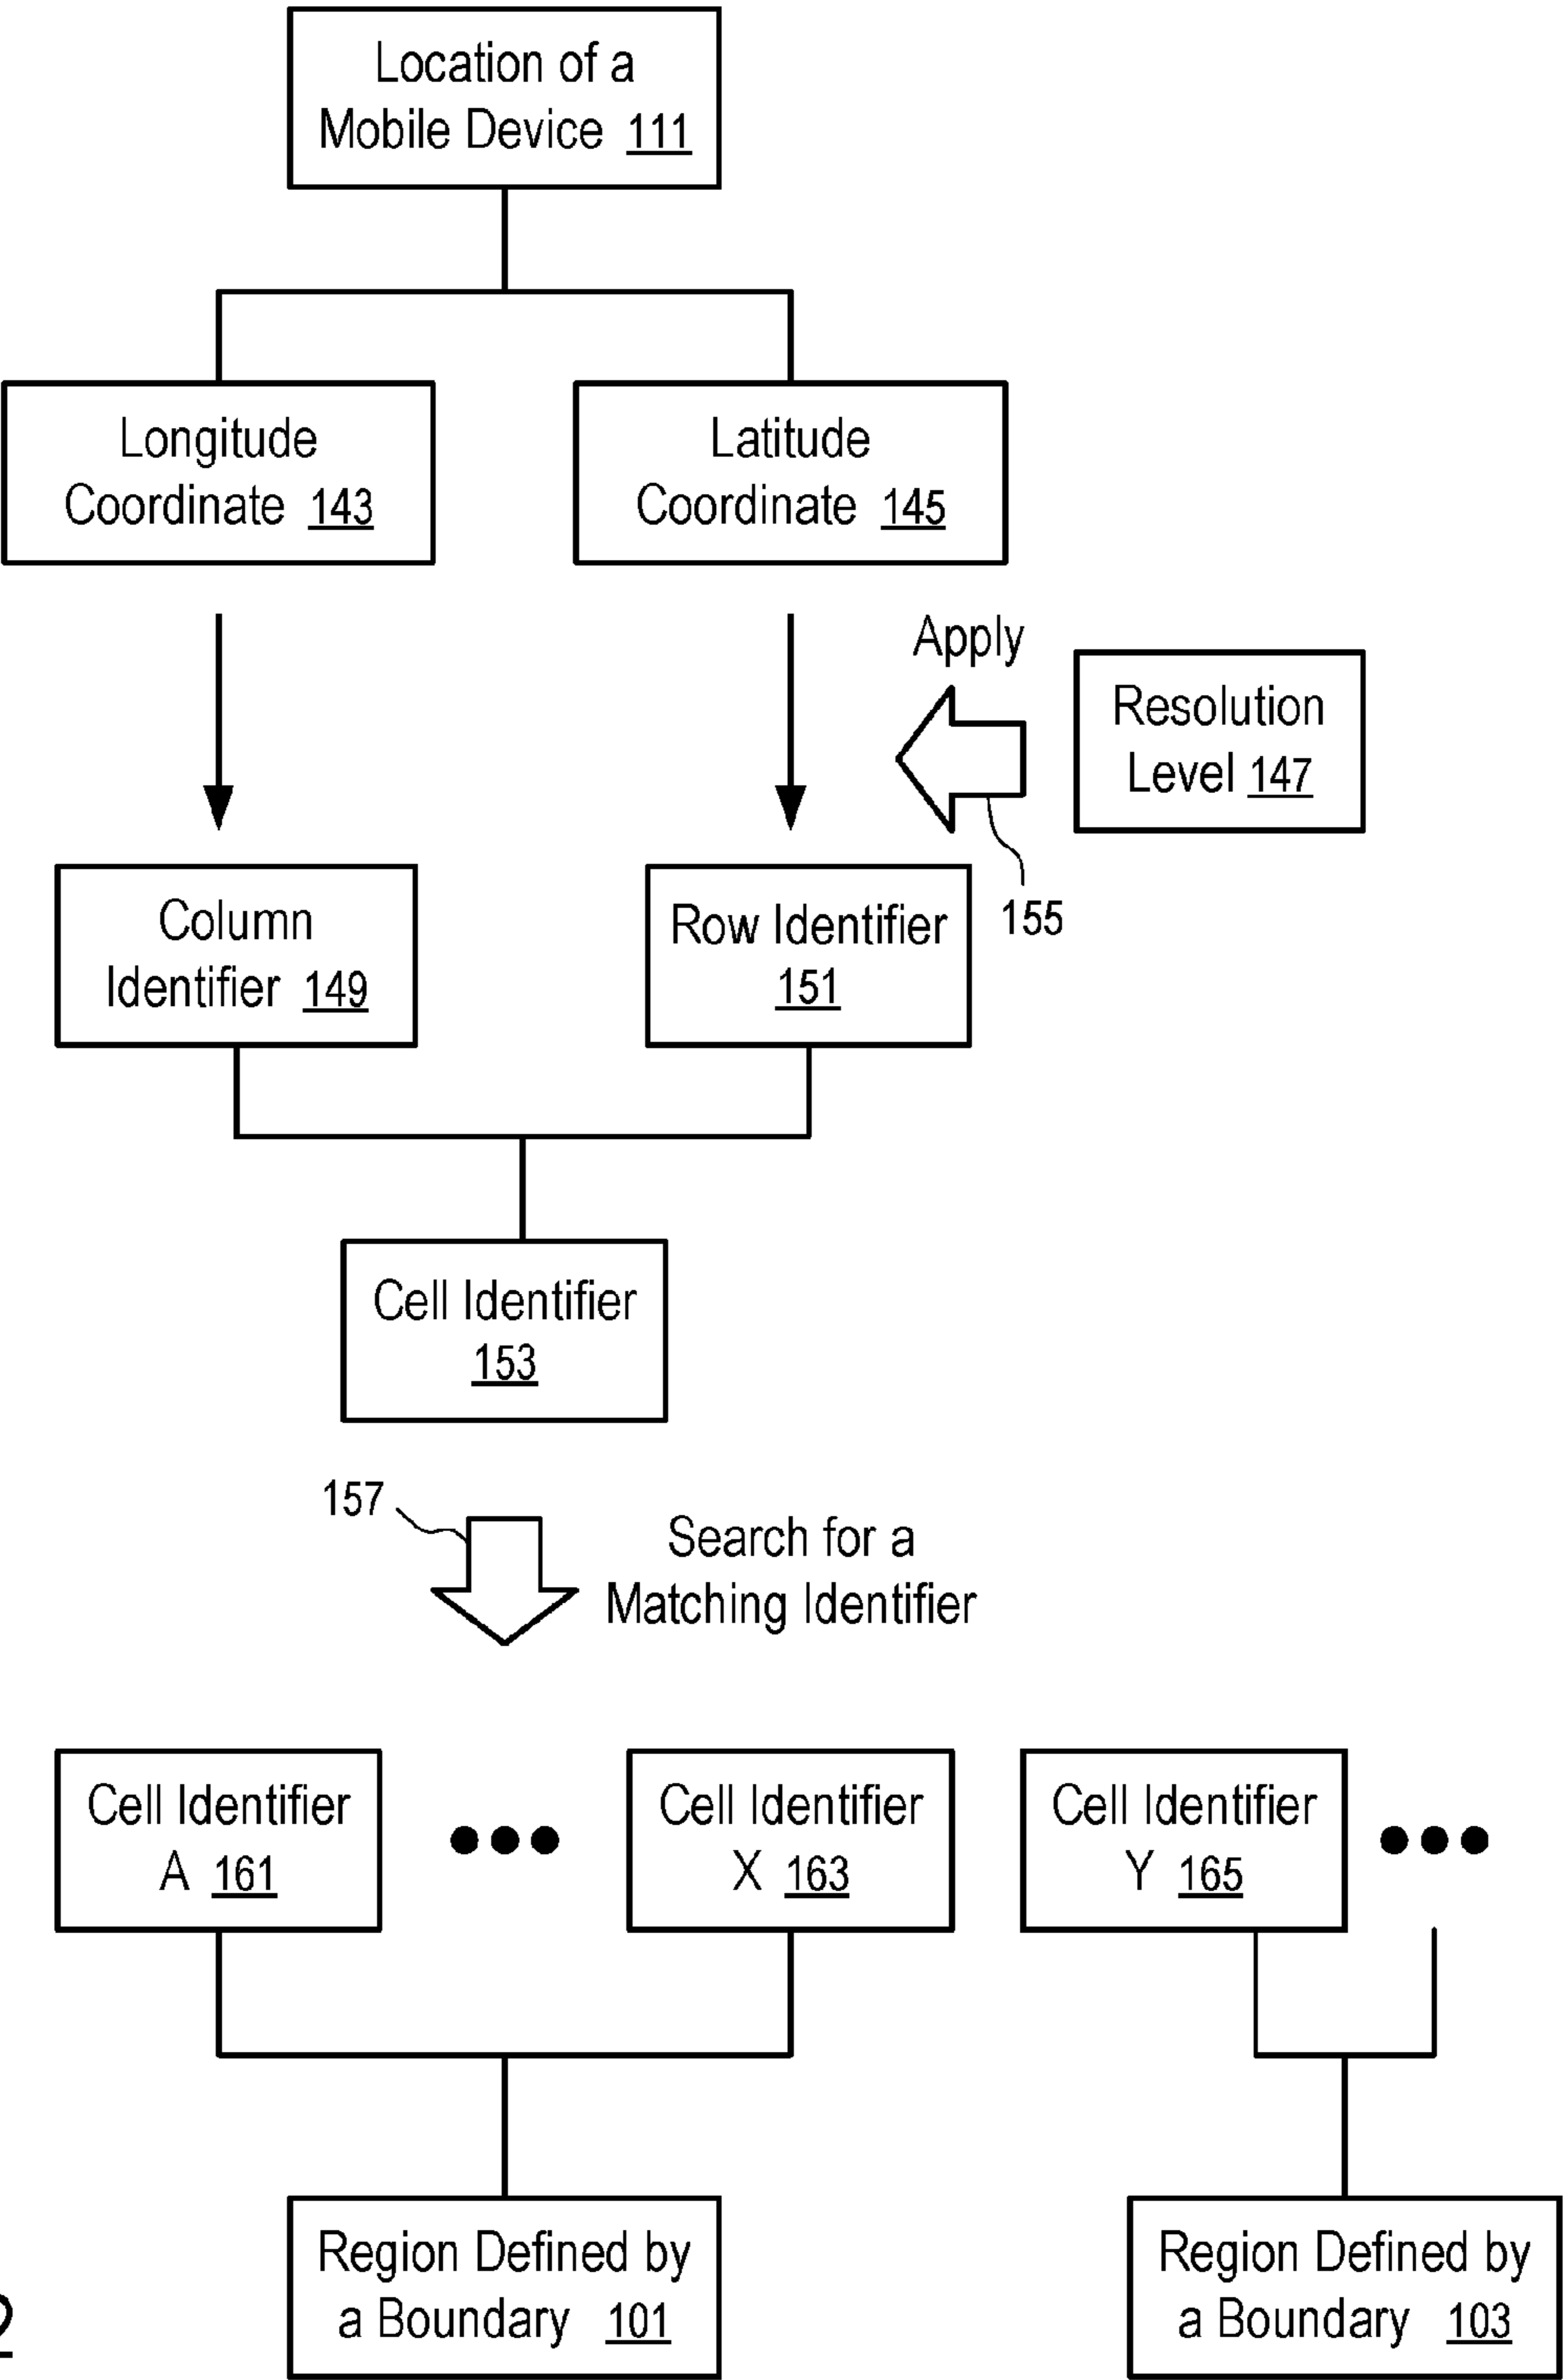 Location of a
Mobile Device 111
Longitude
Coordinate 143
Latitude
Coordinate 145
Apply
Resolution
Level 147
155
Column
Identifier 149
Row Identifier
151
Cell Identifier
153
157
Search for a
Matching Identifier
Cell Identifier
A 161
Cell Identifier
X 163
Cell Identifier
Y 165
Region Defined by
a Boundary 101
Region Defined by
a Boundary 103